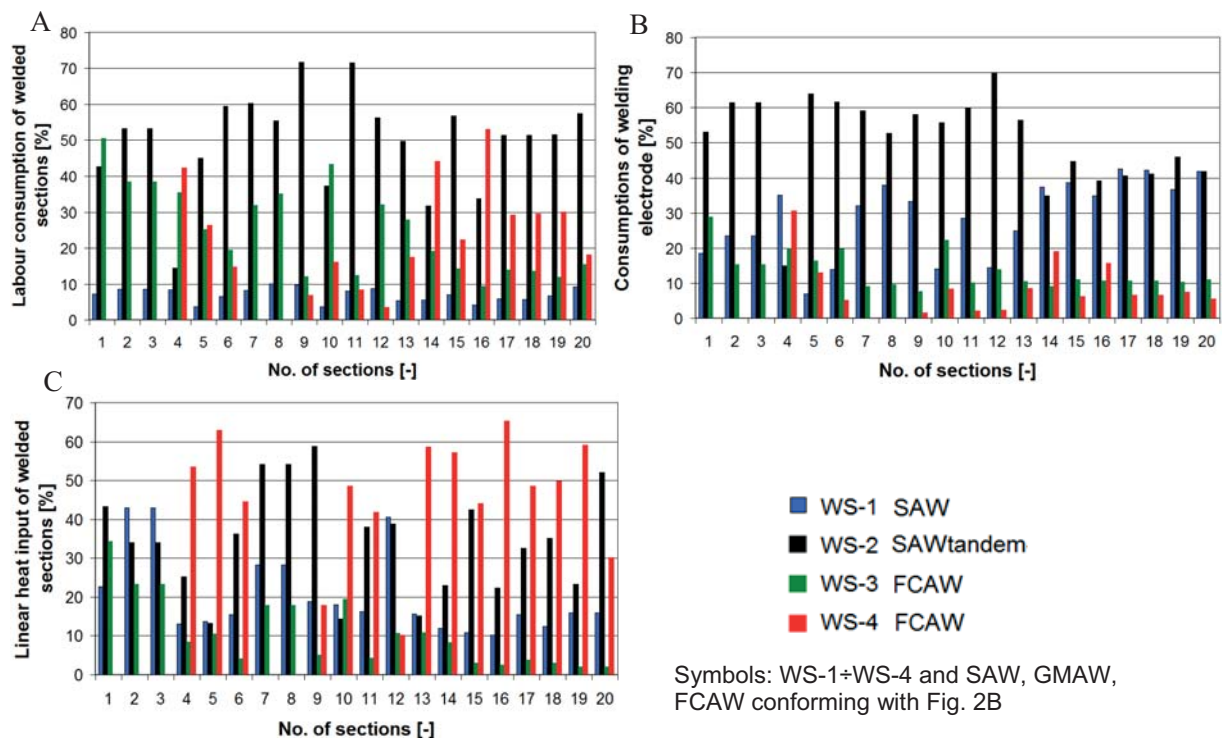 A
Labour consumption of welded
sections [%]
80
70
60
50
40
30
20
10
0
1 2 3 4 5 6 7 8 9 10 11 12 13 14 15 16 17 18 19 20
No. of sections [-]
B
Consumptions of welding
electrode [%]
80
70
60
50
40
30
20
10
0
1 2 3 4 5 6 7 8 9 10 11 12 13 14 15 16 17 18 19 20
No. of sections [-]
C
Linear heat input of welded
sections [%]
70
60
50
40
30
20
10
0
1 2 3 4 5 6 7 8 9 10 11 12 13 14 15 16 17 18 19 20
No. of sections [-]
WS-1 SAW
WS-2 SAWtandem
WS-3 FCAW
WS-4 FCAW
Symbols: WS-1÷WS-4 and SAW, GMAW,
FCAW conforming with Fig. 2B